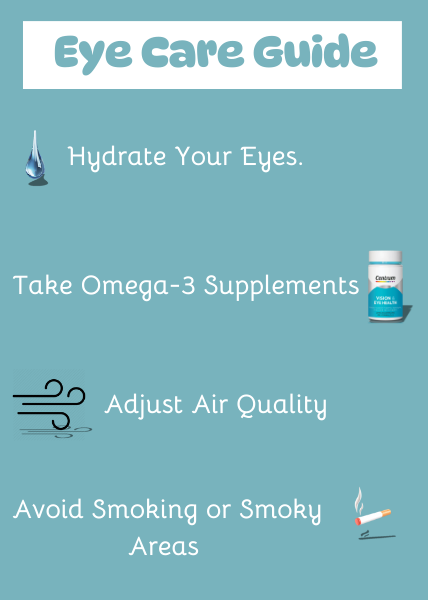 Eye Care Guide
Hydrate Your Eyes.
Take Omega-3 Supplements
Centrum
VISION +
Adjust Air Quality
Avoid Smoking or Smoky
Areas